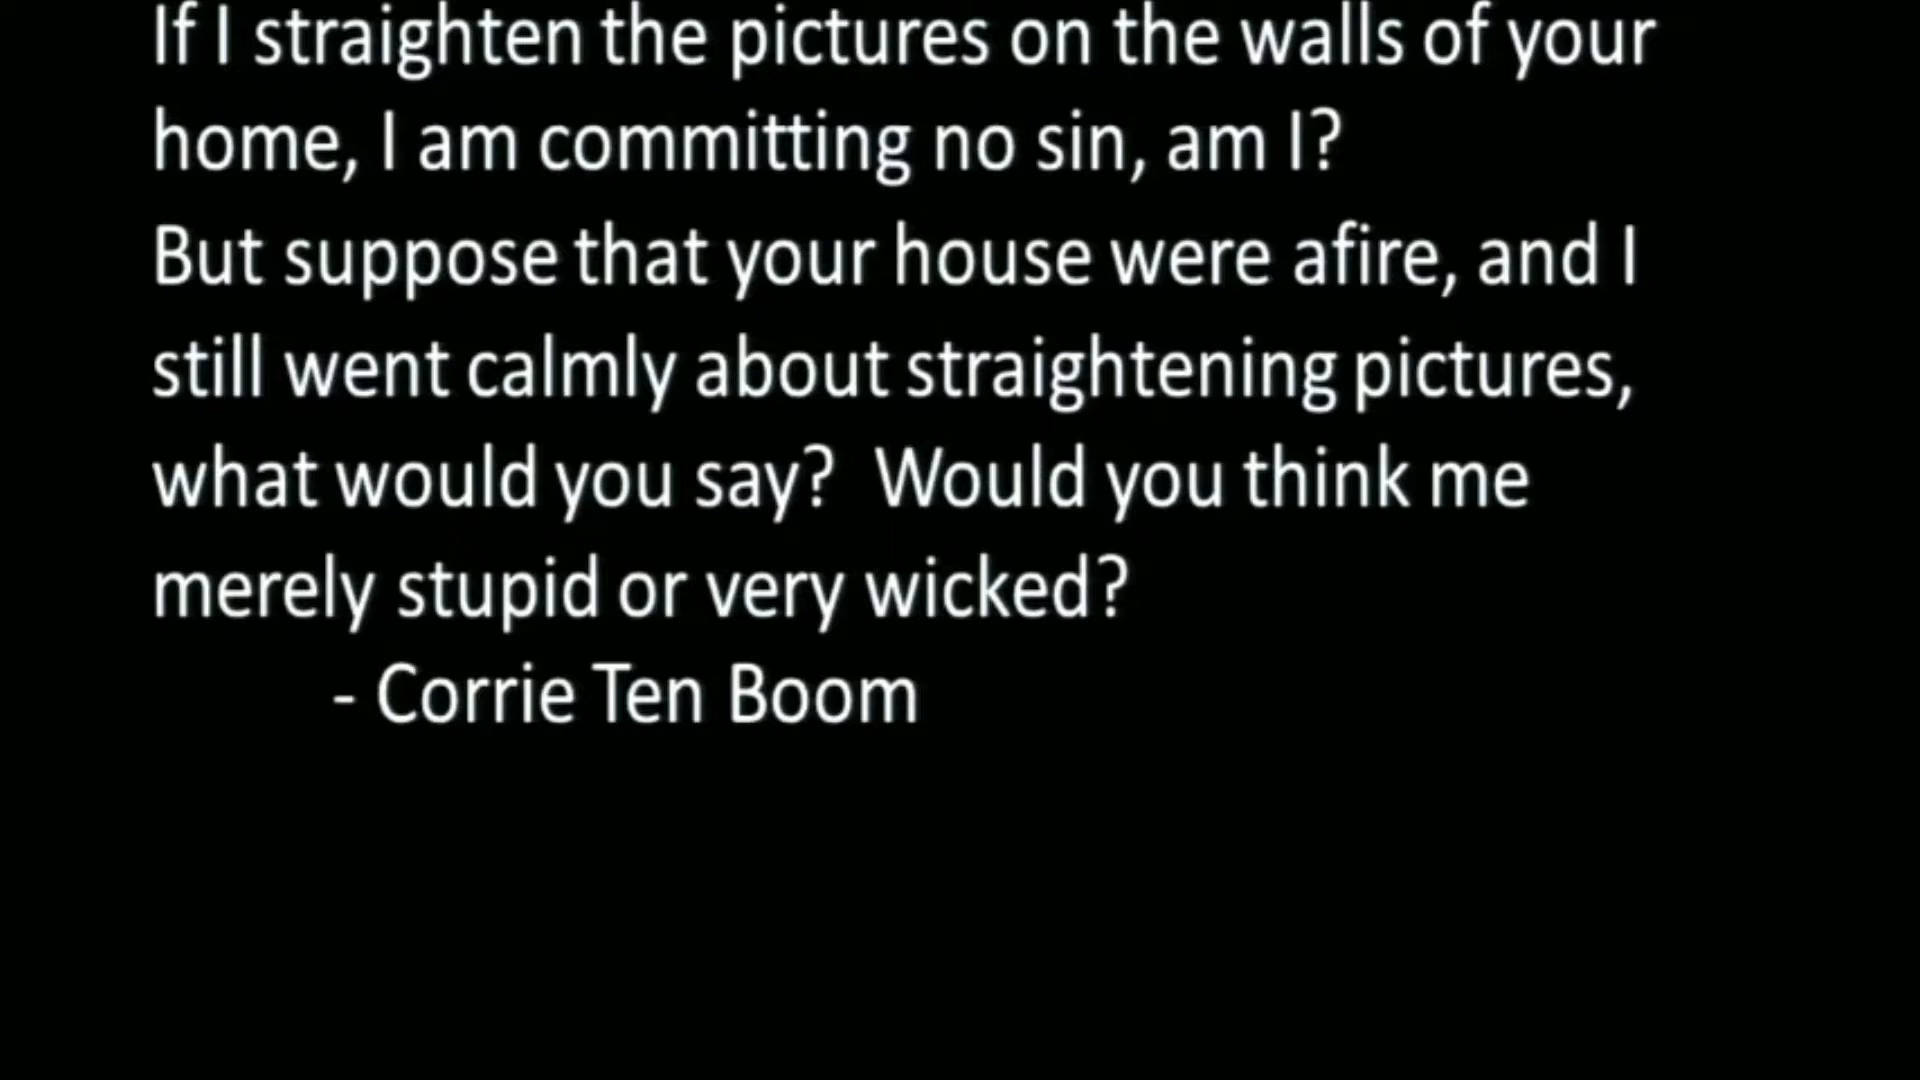 If I straighten the pictures on the walls of your
home, I am committing no sin, am I?
But suppose that your house were afire, and I
still went calmly about straightening pictures,
what would you say?  Would you think me
merely stupid or very wicked?
- Corrie Ten Boom